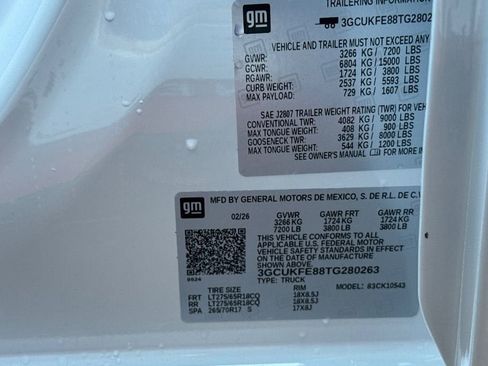 TRAILERING INFORMATION
gm
3GCUKFE88TG2802
VEHICLE AND TRAILER MUST NOT EXCEED ANY
GVWR: 3266 KG/ 7200 LBS
GCWR: 6804 KG/ 15000 LBS
RGAWR: 1724 KG/ 3800 LBS
CURB WEIGHT: 2537 KG/ 5593 LBS
MAX PAYLOAD: 729 KG/ 1607 LBS
SAE J2807 TRAILER WEIGHT RATING (TWR) FOR VEHICLE
CONVENTIONAL TWR: 4082 KG/ 9000 LBS
MAX TONGUE WT: 408 KG/ 900 LBS
GOOSENECK TWR: 3629 KG/ 8000 LBS
MAX TONGUE WT: 544 KG/ 1200 LBS
SEE OWNER'S MANUAL FOR
gm
MFD BY GENERAL MOTORS DE MEXICO, S. DE R.L. DE C.V.
02/26 GVWR GAWR FRT GAWR RR
3266 KG 1724 KG 1724 KG
7200 LB 3800 LB 3800 LB
THIS VEHICLE CONFORMS TO ALL
APPLICABLE U.S. FEDERAL MOTOR
VEHICLE SAFETY STANDARDS IN EFFECT
ON THE DATE OF MANUFACTURE
SHOWN ABOVE.
3GCUKFE88TG280263
TYPE: TRUCK
MODEL: 83CK10543
TIRE SIZE RIM
FRT LT275/65R18CQ 18X8.5J
RR LT275/65R18CQ 18X8.5J
SPA 265/70R17 S 17X8J